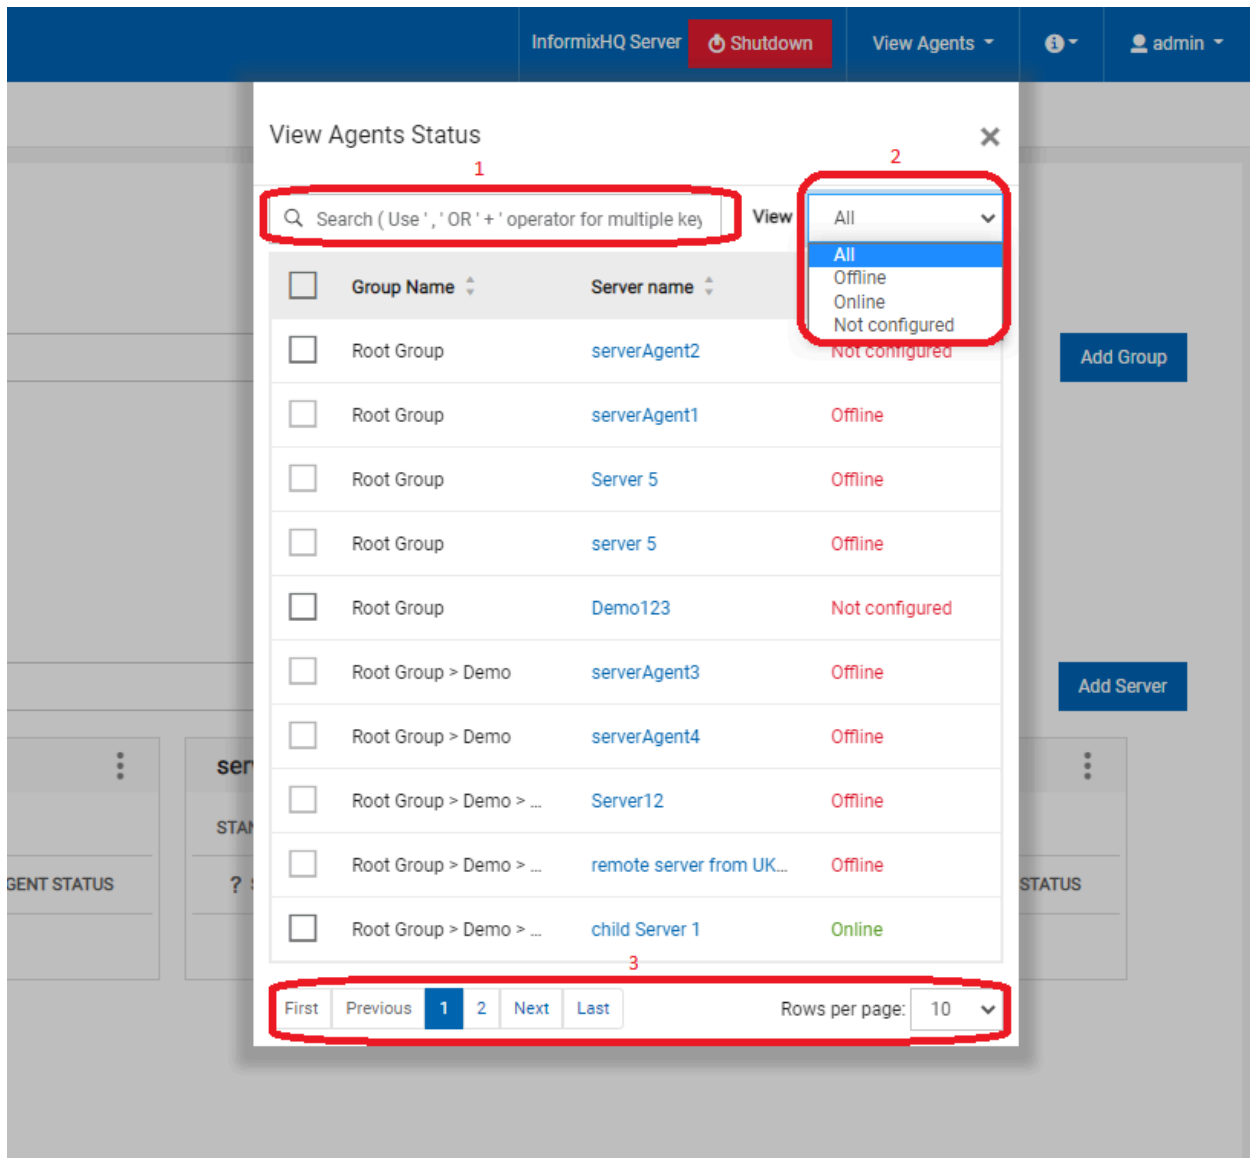 InformixHQ Server Shutdown View Agents admin
View Agents Status
1
2
Search ( Use ' , ' OR ' + ' operator for multiple key
View All
All
Offline
Online
Not configured
Group Name Server name
Root Group serverAgent2 Not configured
Add Group
Root Group serverAgent1 Offline
Root Group Server 5 Offline
Root Group server 5 Offline
Root Group Demo123 Not configured
Root Group > Demo serverAgent3 Offline
Add Server
Root Group > Demo serverAgent4 Offline
ser
Root Group > Demo > ... Server12 Offline
STAN
Root Group > Demo > ... remote server from UK... Offline
GENT STATUS ? STATUS
Root Group > Demo > ... child Server 1 Online
3
First Previous 1 2 Next Last Rows per page: 10